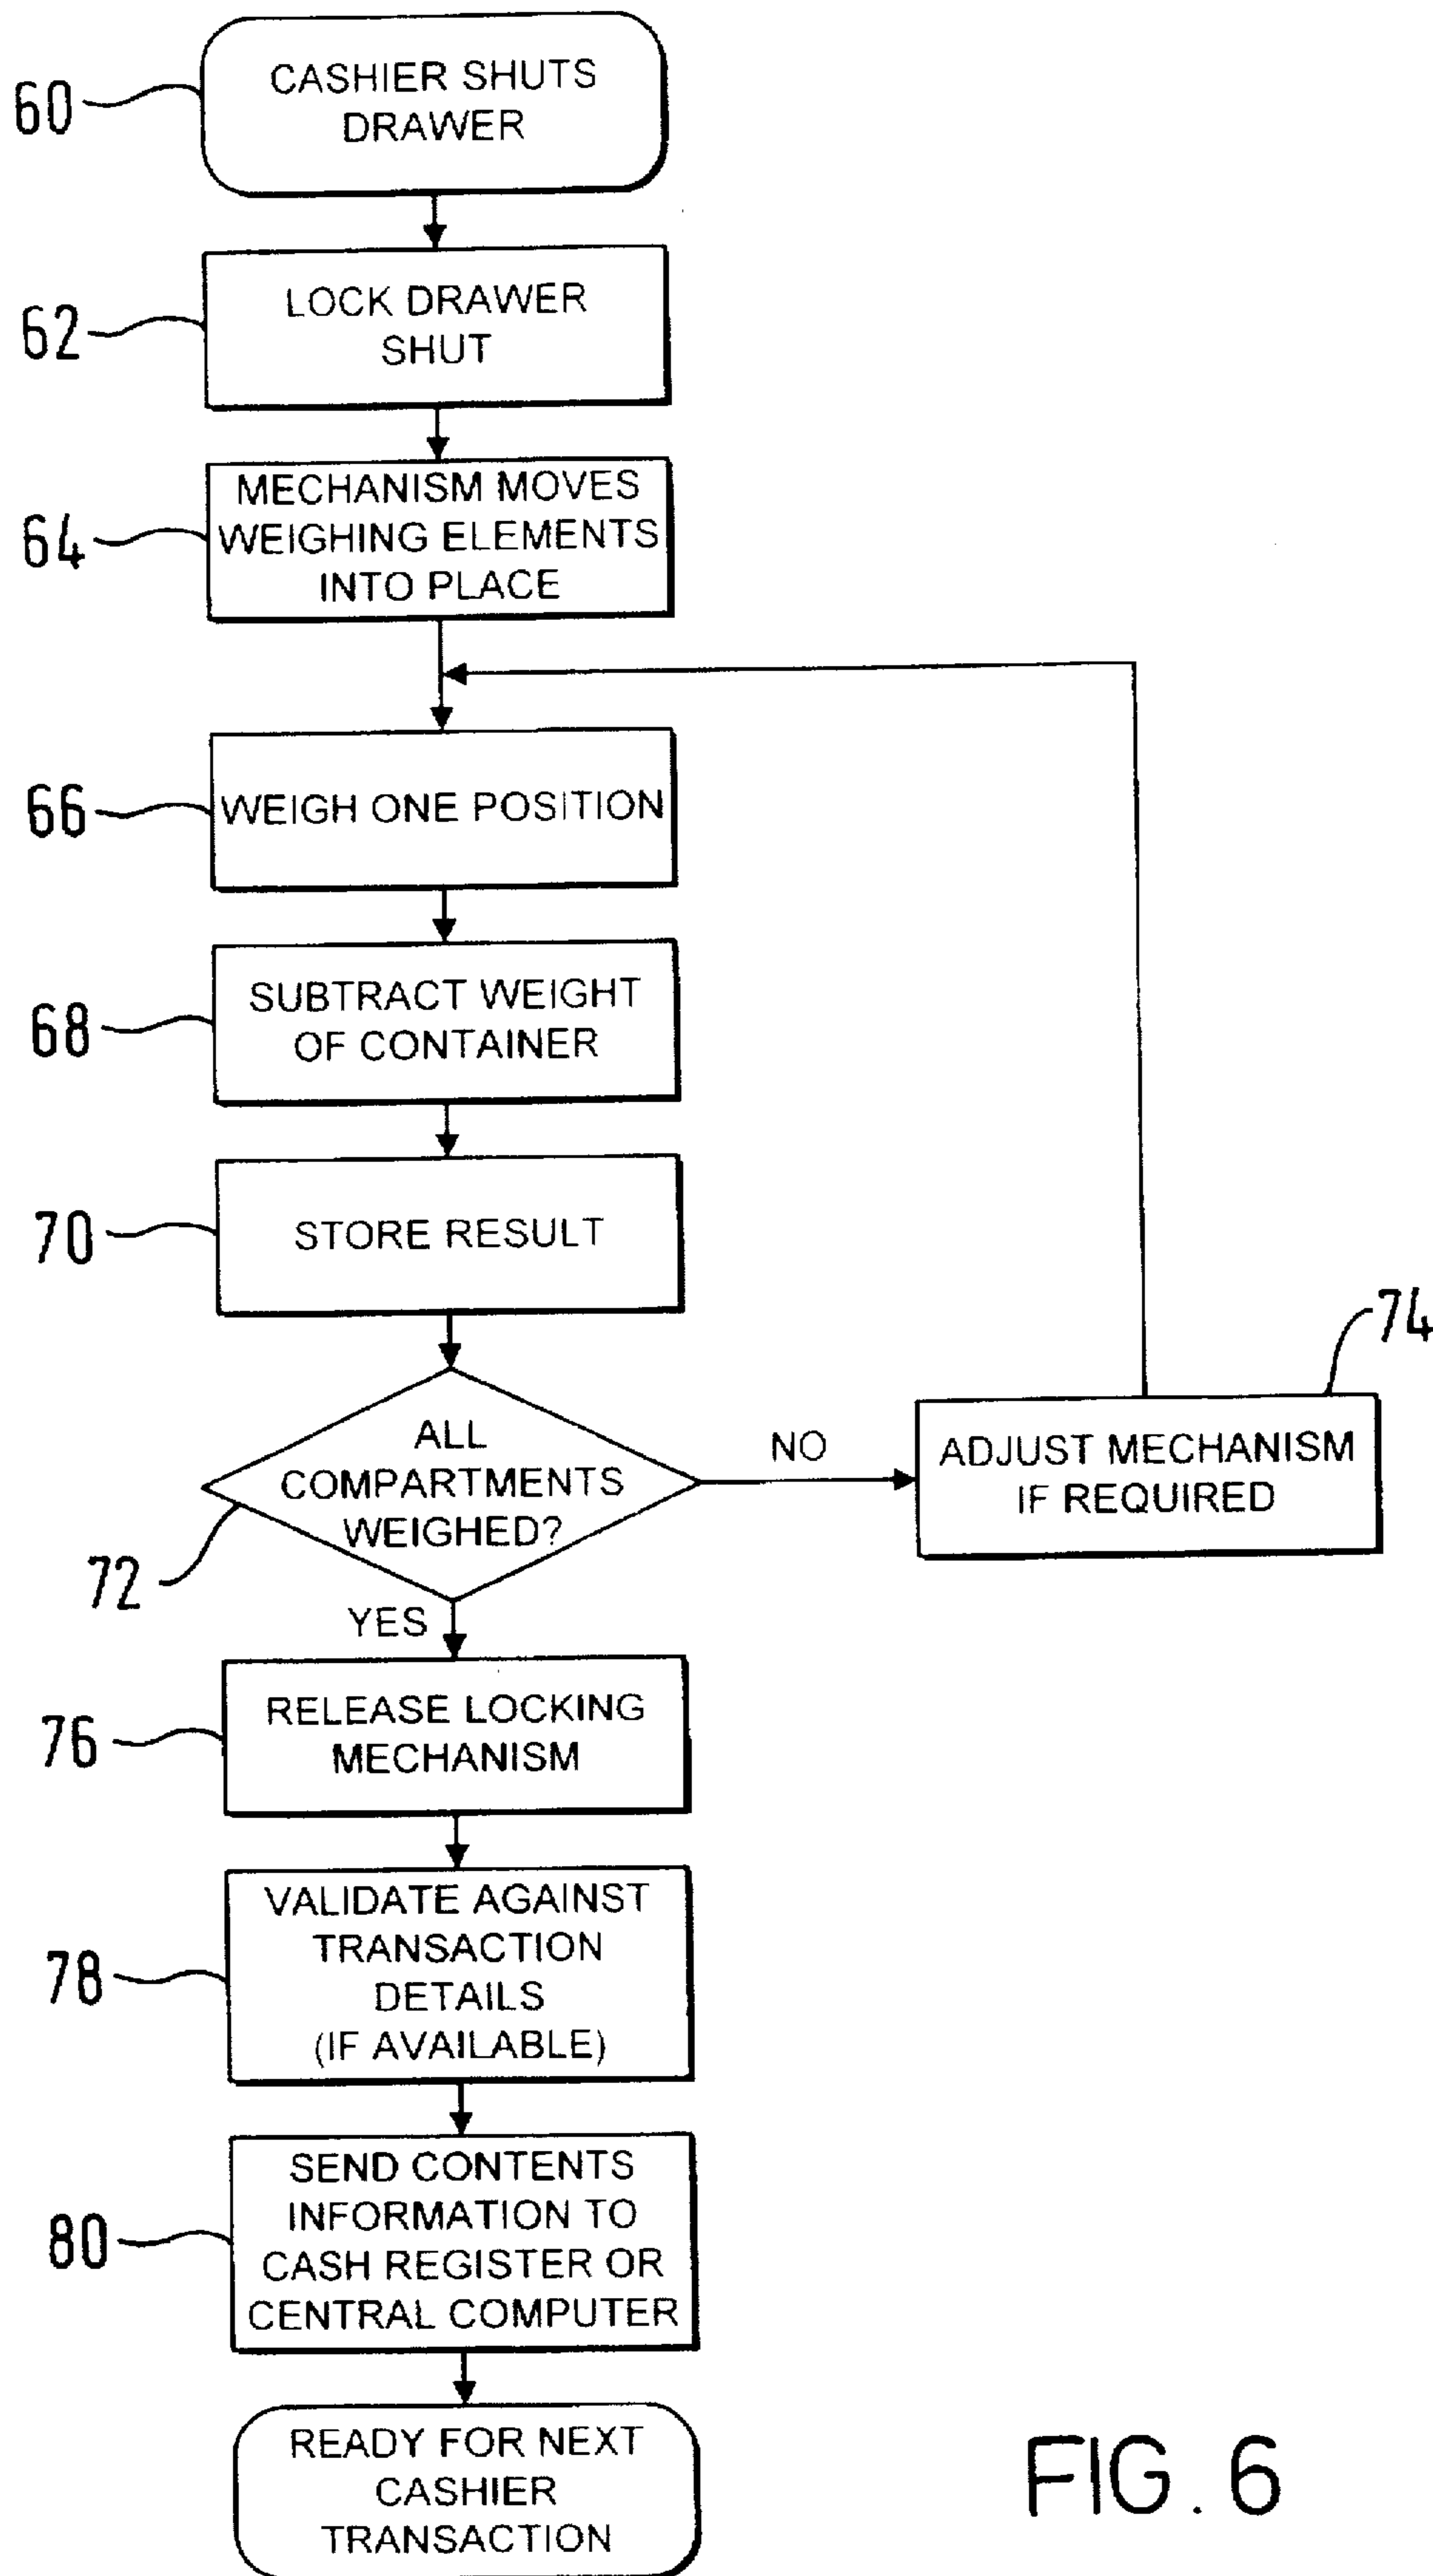 60
CASHIER SHUTS
DRAWER
62
LOCK DRAWER
SHUT
64
MECHANISM MOVES
WEIGHING ELEMENTS
INTO PLACE
66
WEIGH ONE POSITION
68
SUBTRACT WEIGHT
OF CONTAINER
70
STORE RESULT
72
ALL
COMPARTMENTS
WEIGHED?
NO
74
ADJUST MECHANISM
IF REQUIRED
YES
76
RELEASE LOCKING
MECHANISM
78
VALIDATE AGAINST
TRANSACTION
DETAILS
(IF AVAILABLE)
80
SEND CONTENTS
INFORMATION TO
CASH REGISTER OR
CENTRAL COMPUTER
READY FOR NEXT
CASHIER
TRANSACTION
FIG. 6